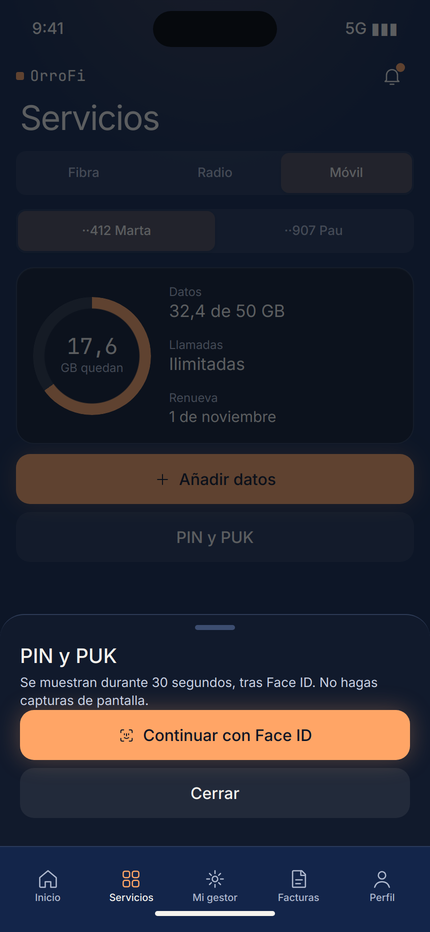 9:41
5G
OrroFi
Servicios
Fibra
Radio
Móvil
··412 Marta
··907 Pau
17,6
GB quedan
Datos
32,4 de 50 GB
Llamadas
Ilimitadas
Renueva
1 de noviembre
+ Añadir datos
PIN y PUK
PIN y PUK
Se muestran durante 30 segundos, tras Face ID. No hagas
capturas de pantalla.
Continuar con Face ID
Cerrar
Inicio
Servicios
Mi gestor
Facturas
Perfil